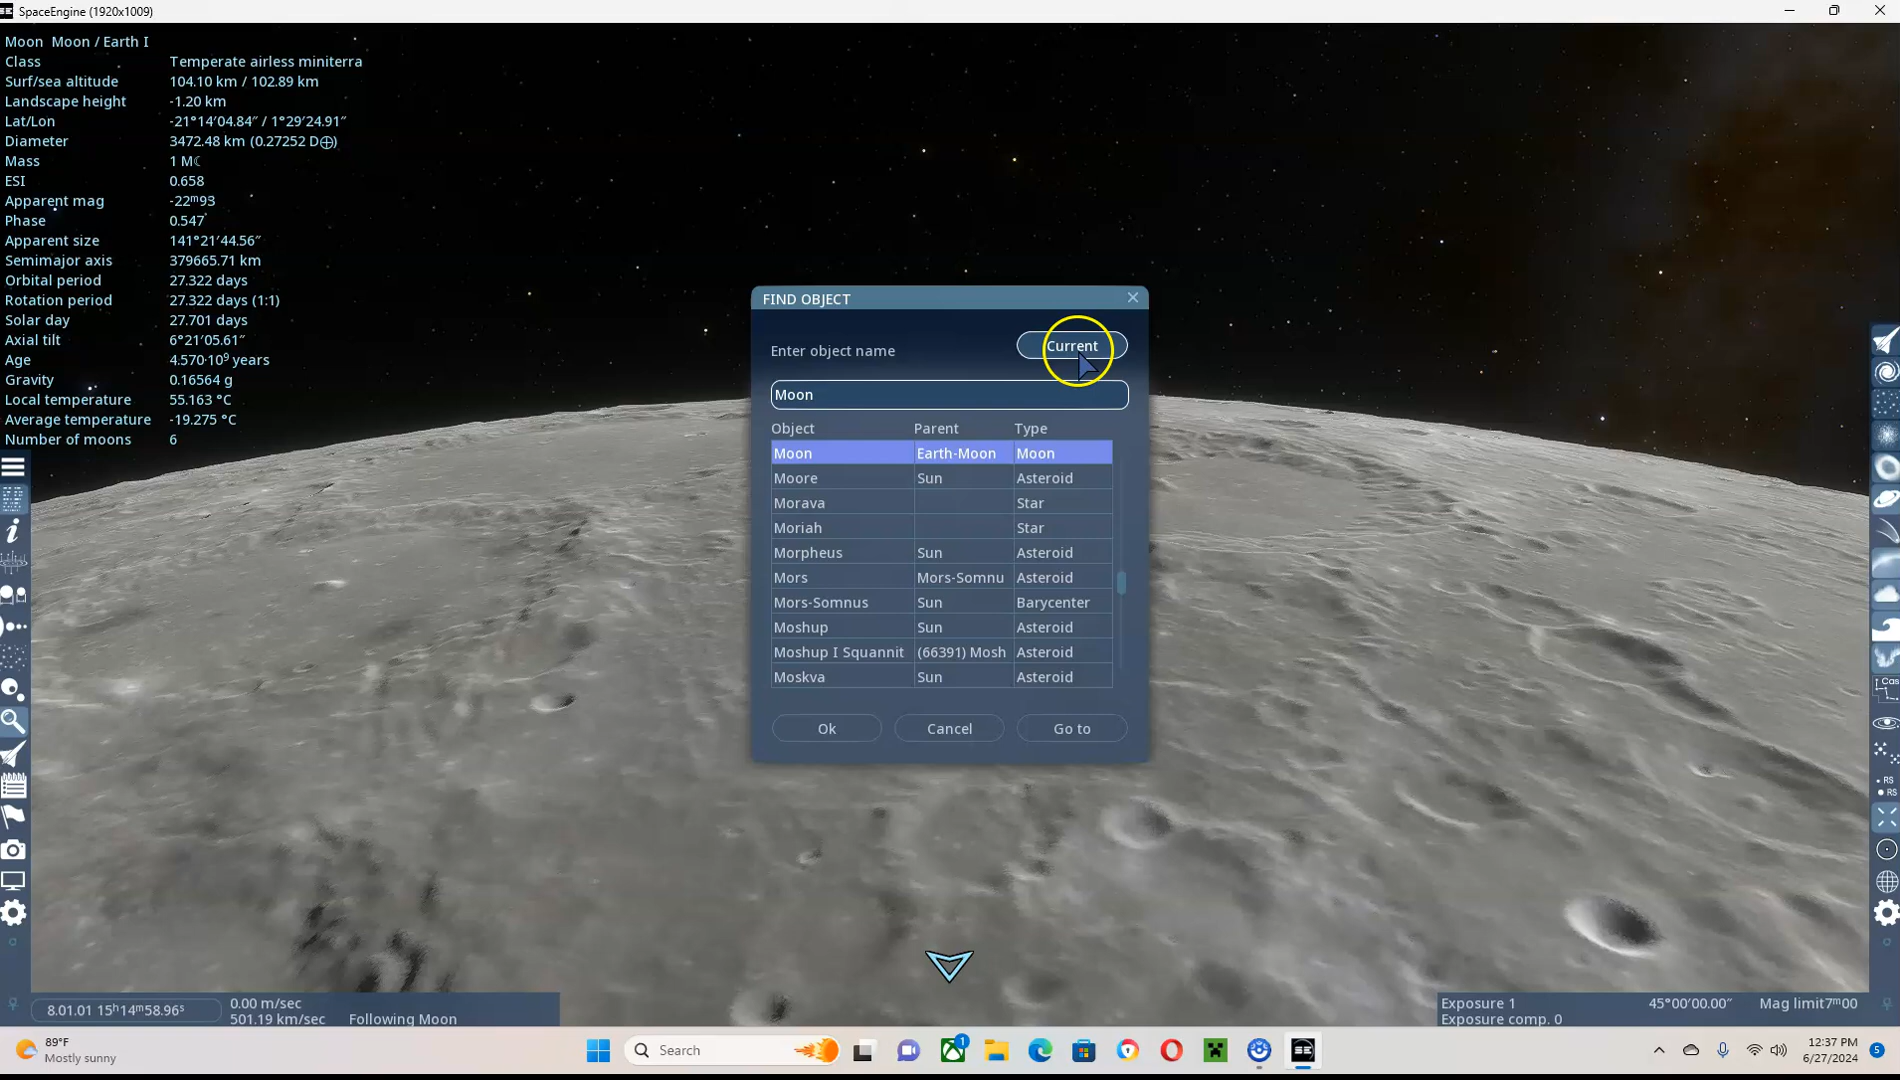 SpaceEngine (1920x1009)
Moon Moon / Earth I
Class Temperate airless miniterra
Surf/sea altitude 104.10 km / 102.89 km
Landscape height -1.20 km
Lat/Lon -21°14′04.84″ / 1°29′24.91″
Diameter 3472.48 km (0.27252 D⊕)
Mass 1 M☾
ESI 0.658
Apparent mag -22ᵐ93
Phase 0.547
Apparent size 141°21′44.56″
Semimajor axis 379665.71 km
Orbital period 27.322 days
Rotation period 27.322 days (1:1)
Solar day 27.701 days
Axial tilt 6°21′05.61″
Age 4.570·10⁹ years
Gravity 0.16564 g
Local temperature 55.163 °C
Average temperature -19.275 °C
Number of moons 6
FIND OBJECT
Enter object name Current
Moon
Object Parent Type
Moon Earth-Moon Moon
Moore Sun Asteroid
Morava Star
Moriah Star
Morpheus Sun Asteroid
Mors Mors-Somnu Asteroid
Mors-Somnus Sun Barycenter
Moshup Sun Asteroid
Moshup I Squannit (66391) Mosh Asteroid
Moskva Sun Asteroid
Ok Cancel Go to
Cas
RS
RS
8.01.01 15ʰ14ᵐ58.96ˢ
0.00 m/sec
501.19 km/sec Following Moon
Exposure 1 45°00′00.00″ Mag limit7ᵐ00
Exposure comp. 0
89°F
Mostly sunny
Search
1
12:37 PM
6/27/2024
5